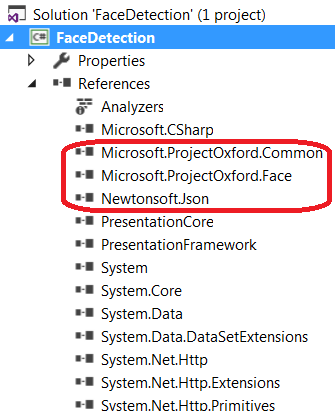 Solution 'FaceDetection' (1 project)
C# FaceDetection
Properties
References
Analyzers
Microsoft.CSharp
Microsoft.ProjectOxford.Common
Microsoft.ProjectOxford.Face
Newtonsoft.Json
PresentationCore
PresentationFramework
System
System.Core
System.Data
System.Data.DataSetExtensions
System.Net.Http
System.Net.Http.Extensions
System.Net.Http.Primitives